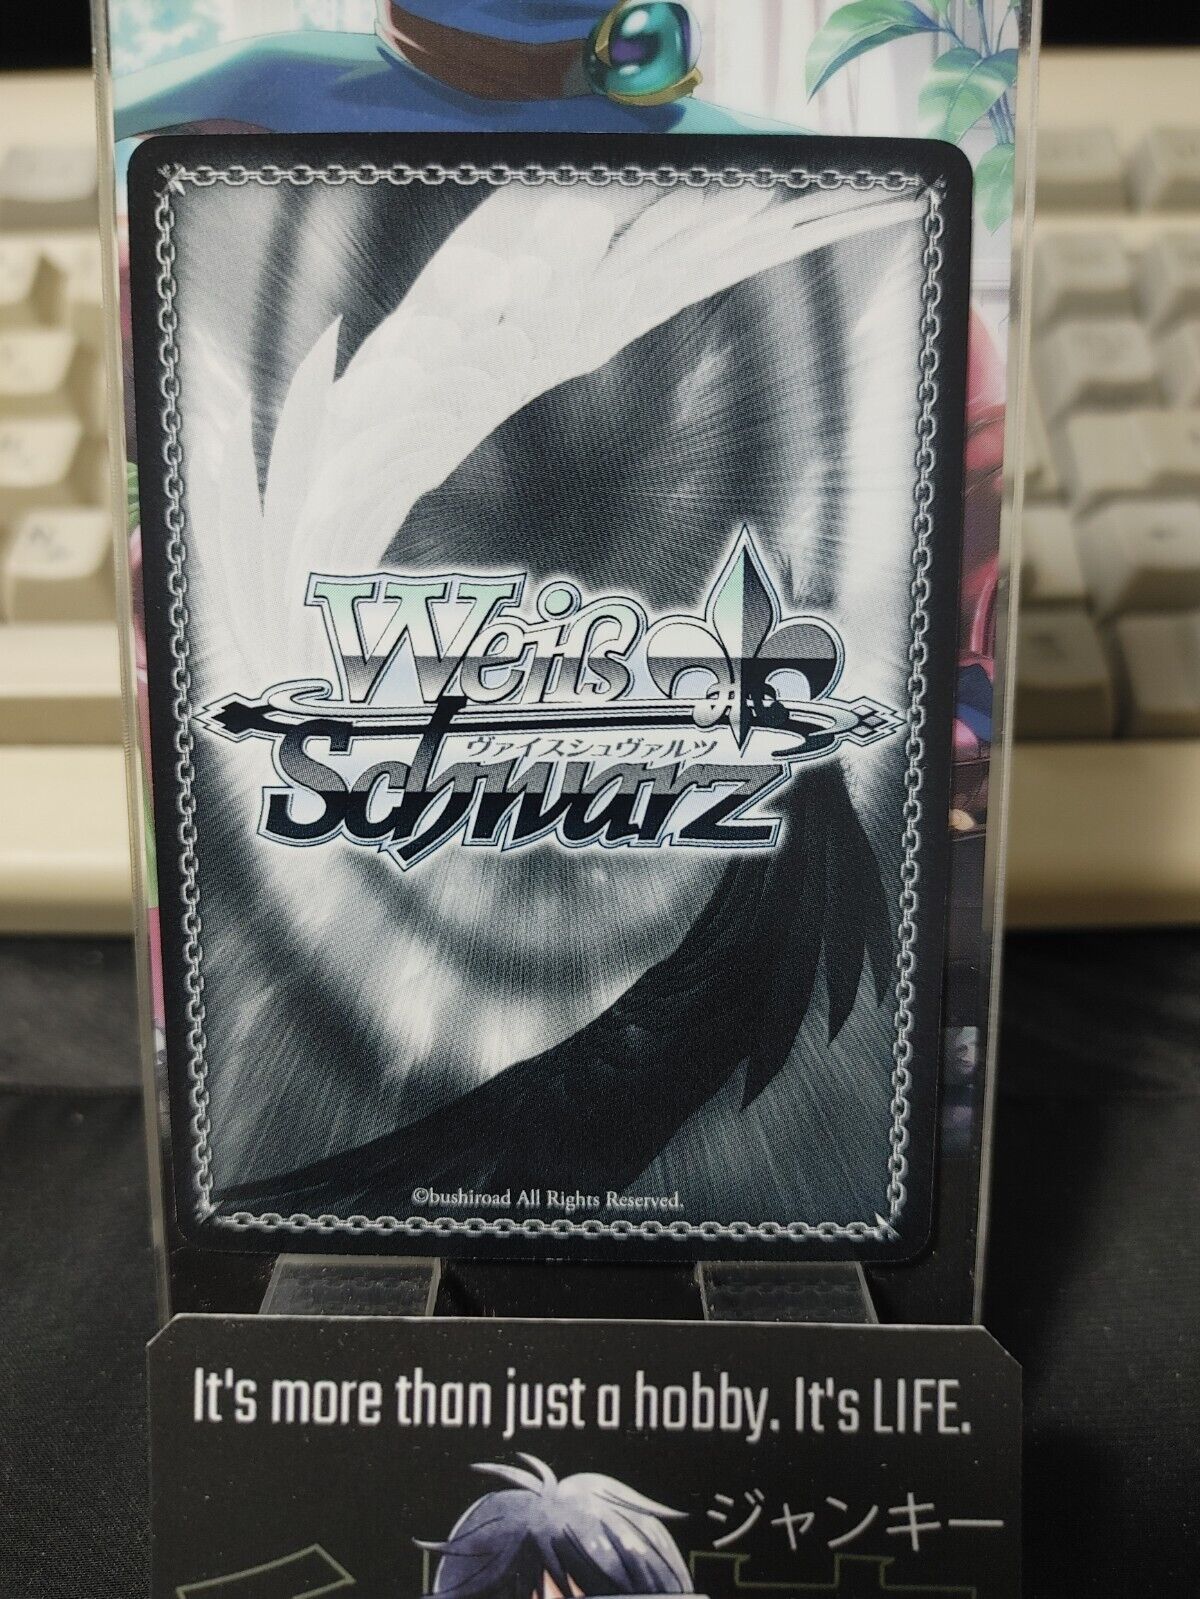 Weiß
Schwarz
ヴァイスシュヴァルツ
©bushiroad All Rights Reserved.
It's more than just a hobby. It's LIFE.
ジャンキー